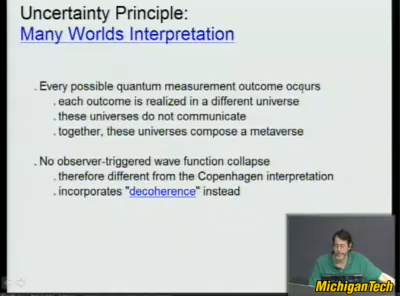 Uncertainty Principle:
Many Worlds Interpretation
. Every possible quantum measurement outcome occurs
. each outcome is realized in a different universe
. these universes do not communicate
. together, these universes compose a metaverse
. No observer-triggered wave function collapse
. therefore different from the Copenhagen interpretation
. incorporates "decoherence" instead
MichiganTech